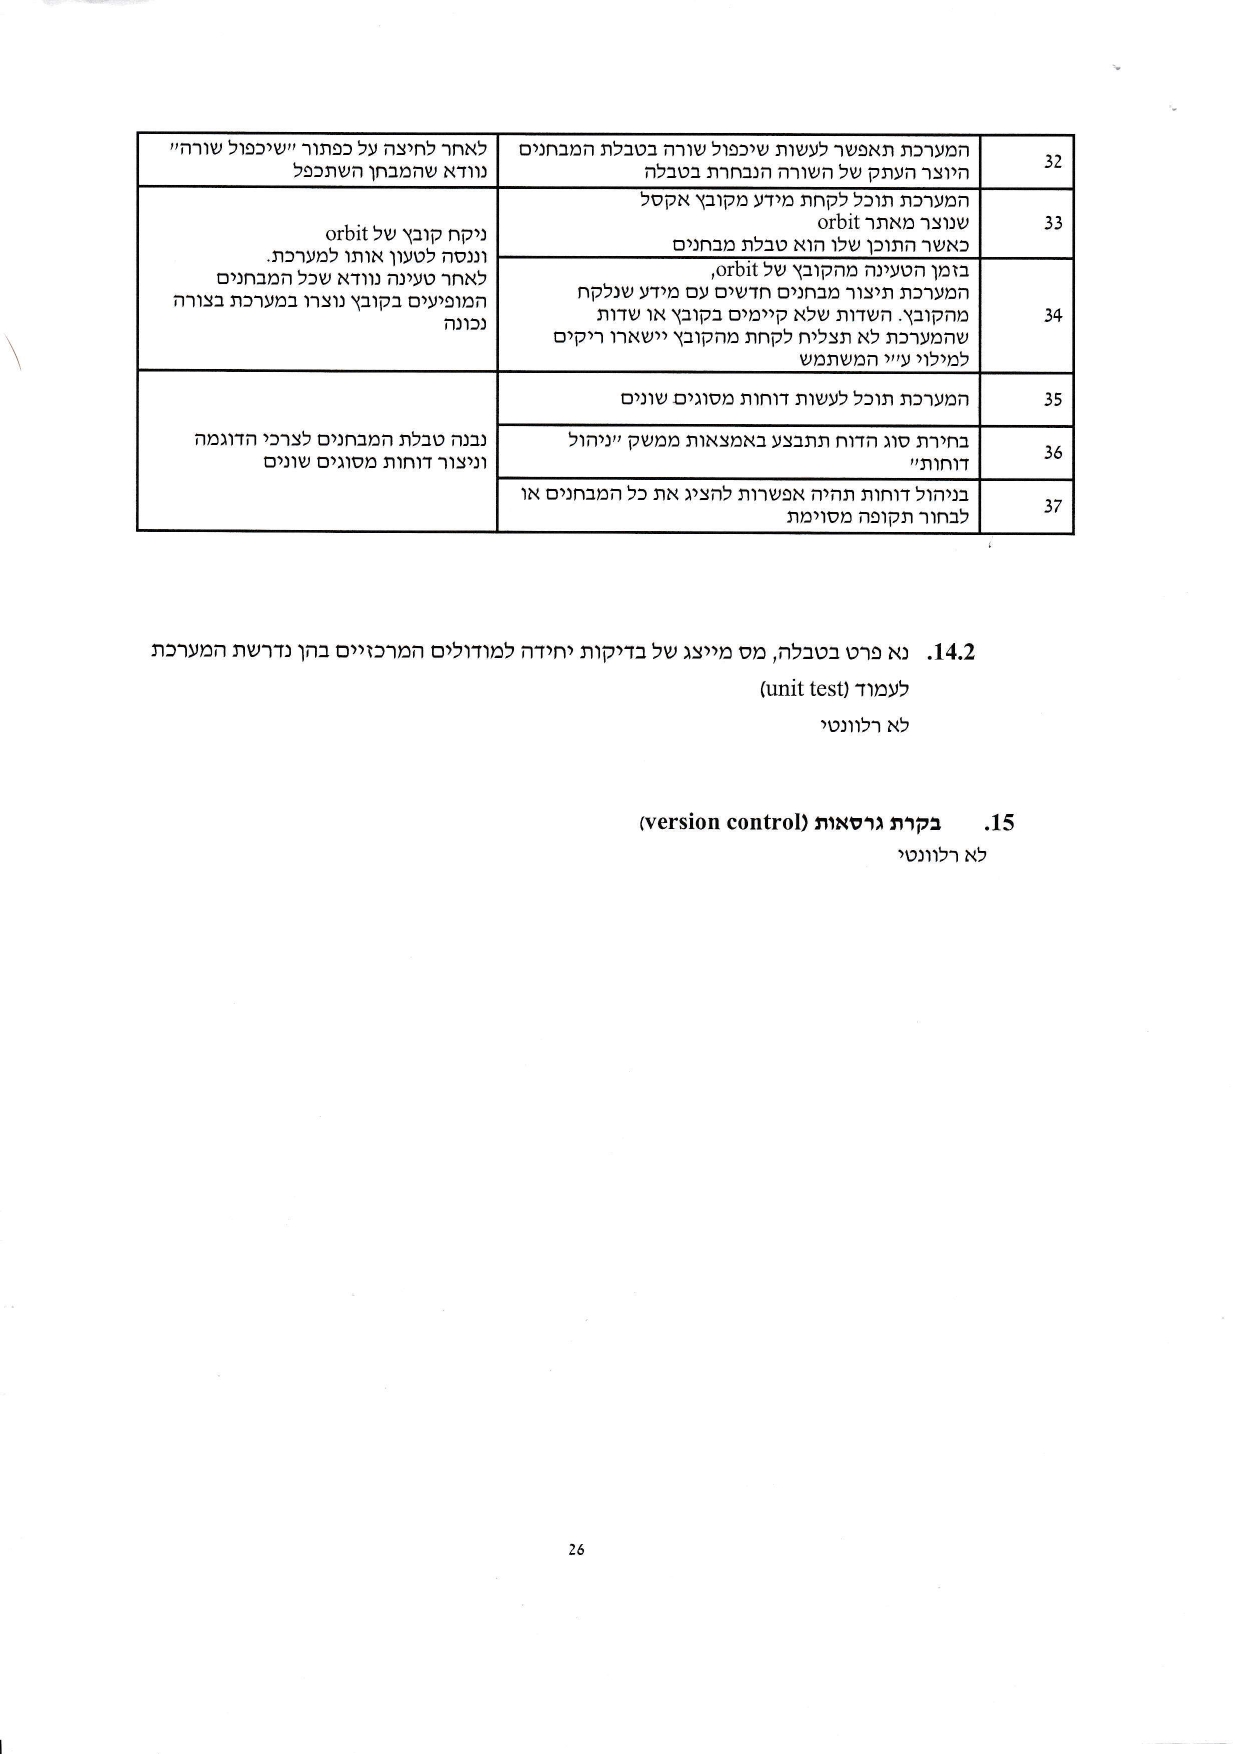 32
המערכת תאפשר לעשות שיכפול שורה בטבלת המבחנים
היוצר העתק של השורה הנבחרת בטבלה
לאחר לחיצה על כפתור "שיכפול שורה"
נוודא שהמבחן השתכפל
33
המערכת תוכל לקחת מידע מקובץ אקסל
שנוצר מאתר orbit
כאשר התוכן שלו הוא טבלת מבחנים
ניקח קובץ של orbit
וננסה לטעון אותו למערכת.
לאחר טעינה נוודא שכל המבחנים
המופיעים בקובץ נוצרו במערכת בצורה
נכונה
34
בזמן הטעינה מהקובץ של orbit,
המערכת תיצור מבחנים חדשים עם מידע שנלקח
מהקובץ. השדות שלא קיימים בקובץ או שדות
שהמערכת לא תצליח לקחת מהקובץ יישארו ריקים
למילוי ע"י המשתמש
35
המערכת תוכל לעשות דוחות מסוגים שונים
נבנה טבלת המבחנים לצרכי הדוגמה
וניצור דוחות מסוגים שונים
36
בחירת סוג הדוח תתבצע באמצאות ממשק "ניהול
דוחות"
37
בניהול דוחות תהיה אפשרות להציג את כל המבחנים או
לבחור תקופה מסוימת
14.2. נא פרט בטבלה, מס מייצג של בדיקות יחידה למודולים המרכזיים בהן נדרשת המערכת
לעמוד (unit test)
לא רלוונטי
15. בקרת גרסאות (version control)
לא רלוונטי
26